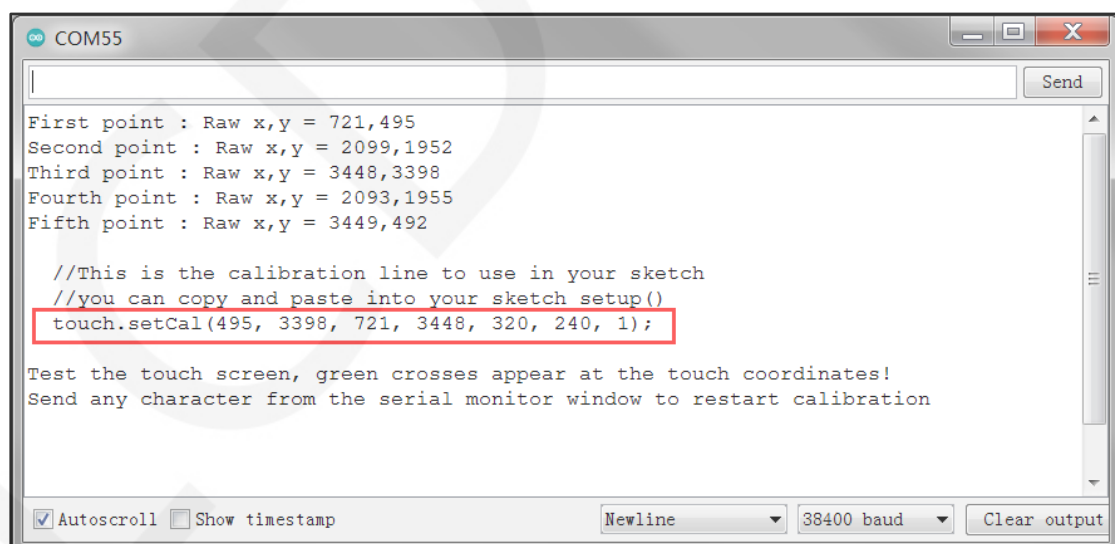 COM55
Send
First point : Raw x,y = 721,495
Second point : Raw x,y = 2099,1952
Third point : Raw x,y = 3448,3398
Fourth point : Raw x,y = 2093,1955
Fifth point : Raw x,y = 3449,492
//This is the calibration line to use in your sketch
//you can copy and paste into your sketch setup()
touch.setCal(495, 3398, 721, 3448, 320, 240, 1);
Test the touch screen, green crosses appear at the touch coordinates!
Send any character from the serial monitor window to restart calibration
Autoscroll Show timestamp Newline 38400 baud Clear output